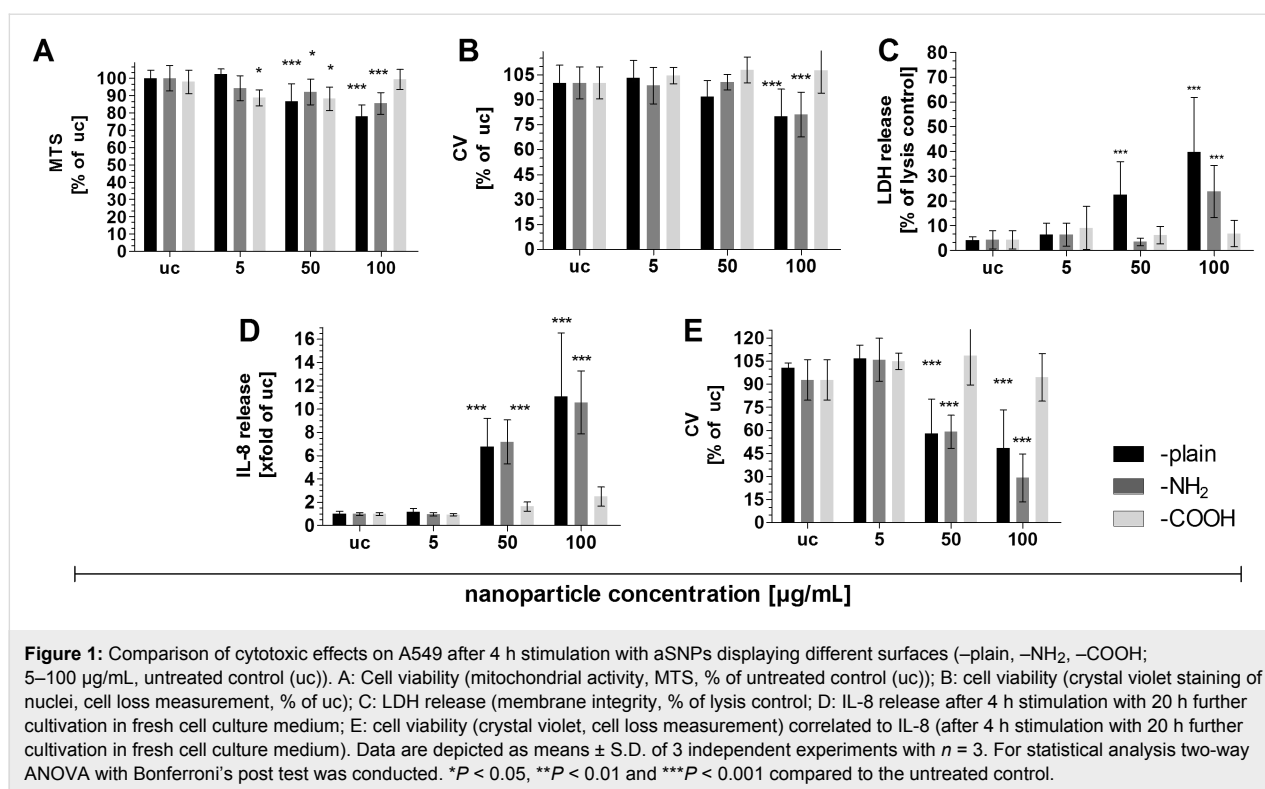 A
MTS
[% of uc]
100
90
80
70
60
50
40
30
20
10
0
*** * * * *** ***
uc 5 50 100
B
CV
[% of uc]
105
90
75
60
45
30
15
0
*** ***
uc 5 50 100
C
LDH release
[% of lysis control]
80
70
60
50
40
30
20
10
0
*** *** ***
uc 5 50 100
D
IL-8 release
[xfold of uc]
16
14
12
10
8
6
4
2
0
*** *** *** ***
uc 5 50 100
E
CV
[% of uc]
120
105
90
75
60
45
30
15
0
*** *** *** ***
uc 5 50 100
-plain
-NH₂
-COOH
nanoparticle concentration [µg/mL]
Figure 1: Comparison of cytotoxic effects on A549 after 4 h stimulation with aSNPs displaying different surfaces (–plain, –NH₂, –COOH;
5–100 µg/mL, untreated control (uc)). A: Cell viability (mitochondrial activity, MTS, % of untreated control (uc)); B: cell viability (crystal violet staining of
nuclei, cell loss measurement, % of uc); C: LDH release (membrane integrity, % of lysis control; D: IL-8 release after 4 h stimulation with 20 h further
cultivation in fresh cell culture medium; E: cell viability (crystal violet, cell loss measurement) correlated to IL-8 (after 4 h stimulation with 20 h further
cultivation in fresh cell culture medium). Data are depicted as means ± S.D. of 3 independent experiments with n = 3. For statistical analysis two-way
ANOVA with Bonferroni’s post test was conducted. *P < 0.05, **P < 0.01 and ***P < 0.001 compared to the untreated control.